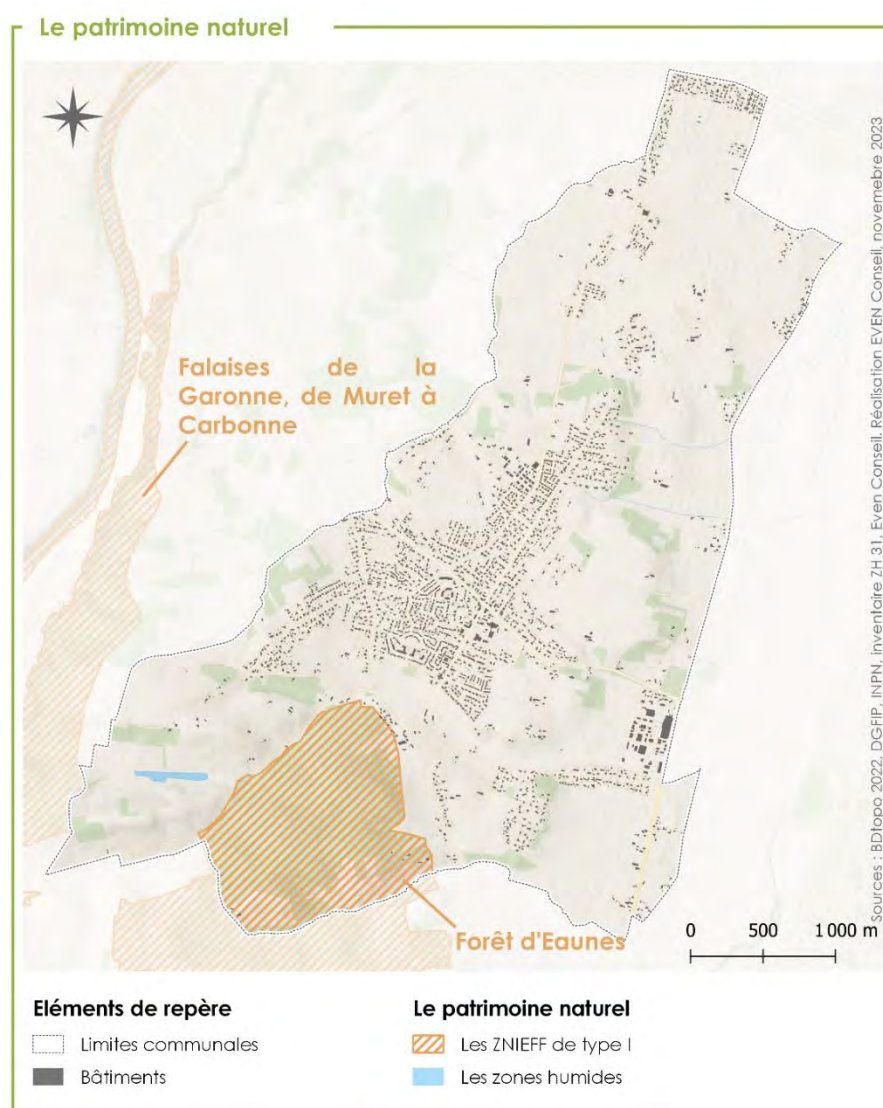 Le patrimoine naturel
Falaises de la
Garonne, de Muret à
Carbonne
Forêt d'Eaunes
0 500 1 000 m
Sources : BDtopo 2022, DGFIP, INPN, inventaire ZH 31, Even Conseil, Réalisation EVEN Conseil, novemebre 2023
Eléments de repère
Limites communales
Bâtiments
Le patrimoine naturel
Les ZNIEFF de type I
Les zones humides